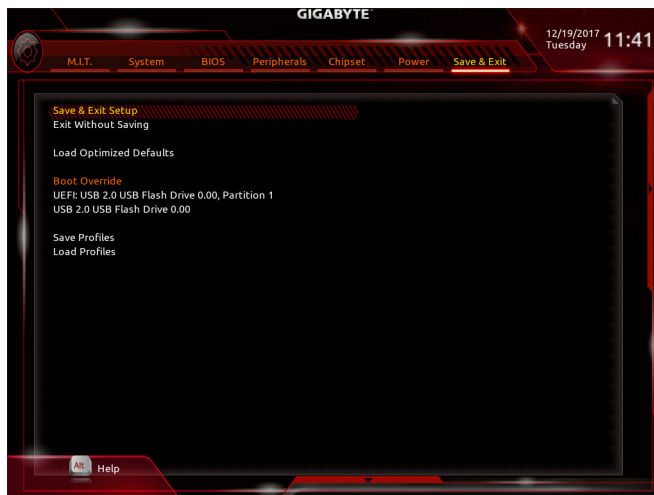 GIGABYTE™
12/19/2017 11:41
Tuesday
M.I.T. System BIOS Peripherals Chipset Power Save & Exit
Save & Exit Setup
Exit Without Saving
Load Optimized Defaults
Boot Override
UEFI: USB 2.0 USB Flash Drive 0.00, Partition 1
USB 2.0 USB Flash Drive 0.00
Save Profiles
Load Profiles
Alt Help